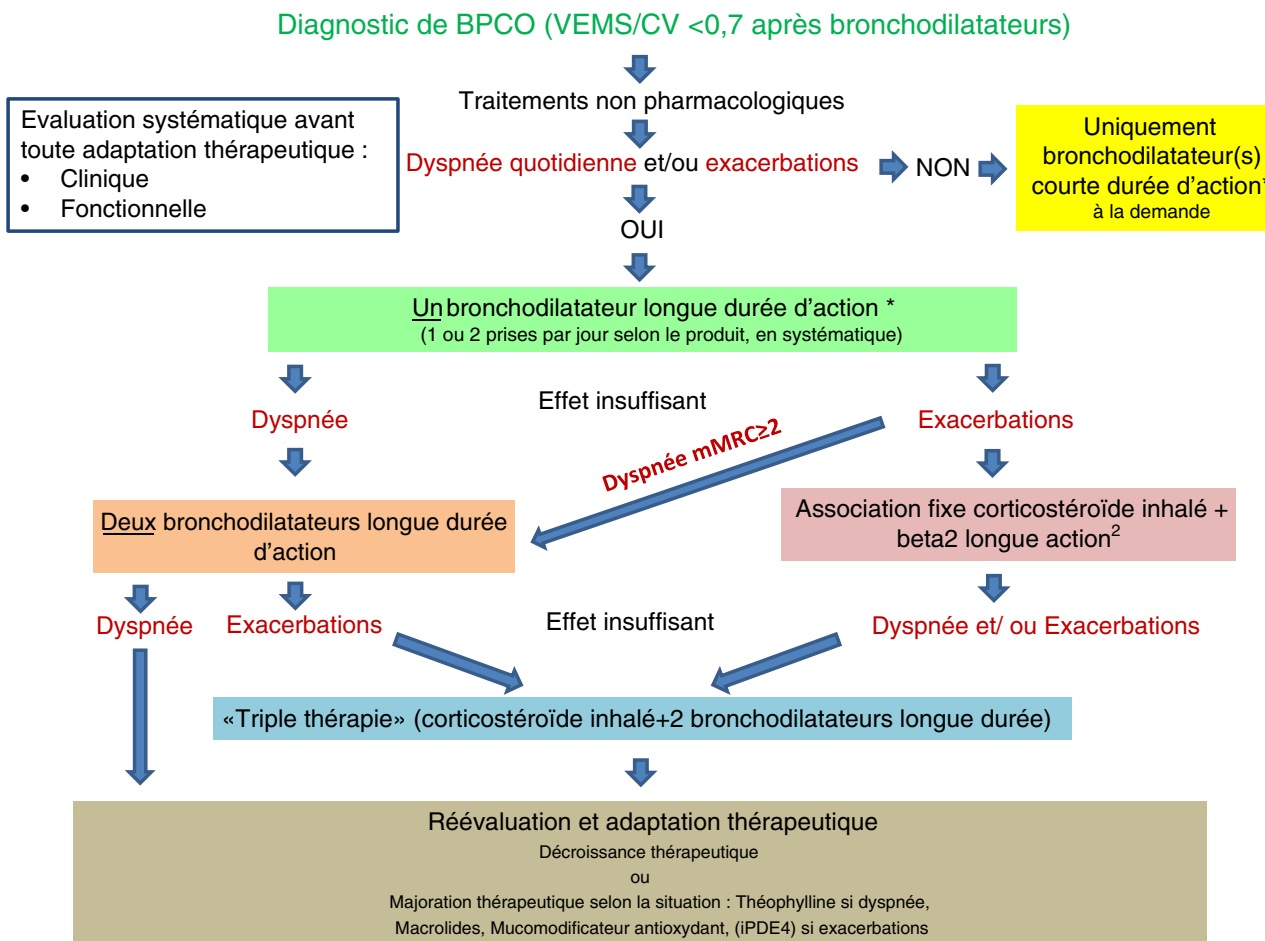 Diagnostic de BPCO (VEMS/CV <0,7 après bronchodilatateurs)
Traitements non pharmacologiques
Evaluation systématique avant
toute adaptation thérapeutique :
• Clinique
• Fonctionnelle
Dyspnée quotidienne et/ou exacerbations
NON
Uniquement
bronchodilatateur(s)
courte durée d'action*
à la demande
OUI
Un bronchodilatateur longue durée d'action *
(1 ou 2 prises par jour selon le produit, en systématique)
Effet insuffisant
Dyspnée
Exacerbations
Dyspnée mMRC≥2
Deux bronchodilatateurs longue durée
d'action
Association fixe corticostéroïde inhalé +
beta2 longue action2
Dyspnée
Exacerbations
Effet insuffisant
Dyspnée et/ ou Exacerbations
«Triple thérapie» (corticostéroïde inhalé+2 bronchodilatateurs longue durée)
Réévaluation et adaptation thérapeutique
Décroissance thérapeutique
ou
Majoration thérapeutique selon la situation : Théophylline si dyspnée,
Macrolides, Mucomodificateur antioxydant, (iPDE4) si exacerbations